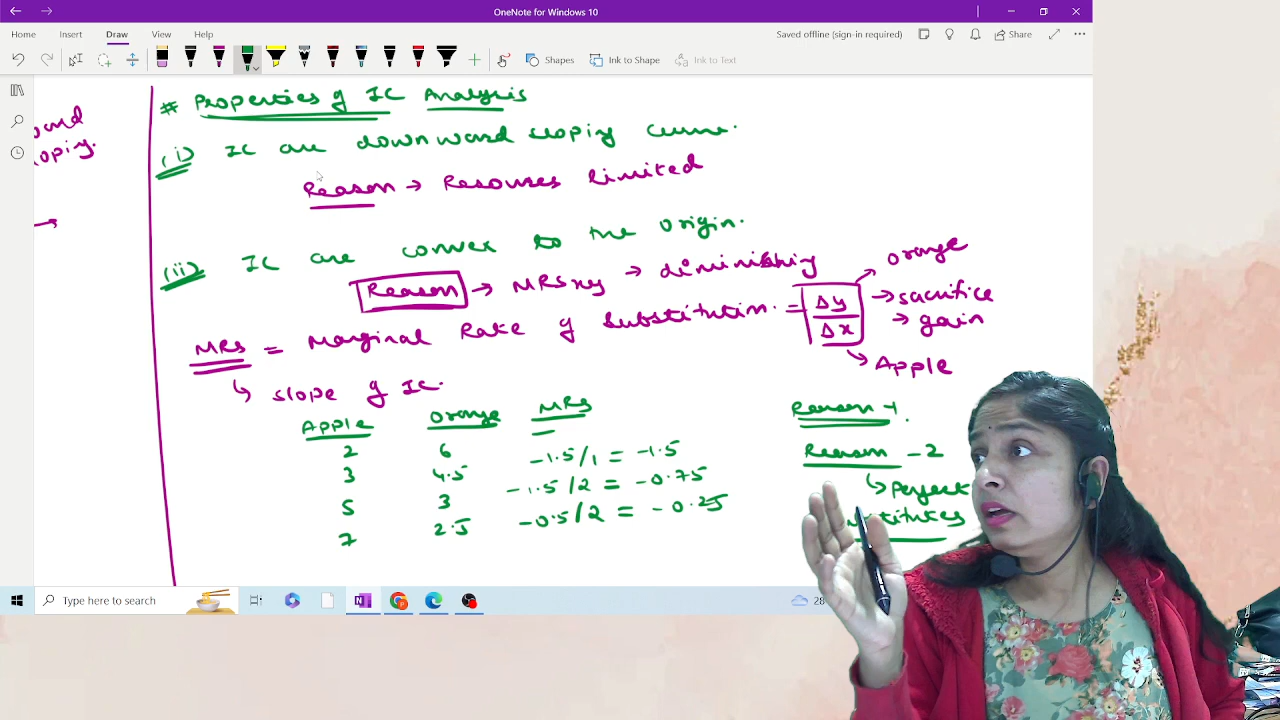 OneNote for Windows 10
Home Insert Draw View Help
Saved offline (sign-in required)
Share
Shapes
Ink to Shape
Ink to Text
# Properties of IC Analysis
(i) IC are downward sloping curve.
Reason → Resourses limited
(ii) IC are convex to the origin.
Reason → MRSxy → diminishing
MRS = Marginal Rate of Substitution. = Δy/Δx
→ orange
→ sacrifice
→ gain
→ Apple
↳ slope of IC.
Apple Orange MRS
2 6
3 4.5 -1.5/1 = -1.5
5 3 -1.5/2 = -0.75
7 2.5 -0.5/2 = -0.25
Reason 1.
Reason - 2
↳ Perfect
loping.
Type here to search
28